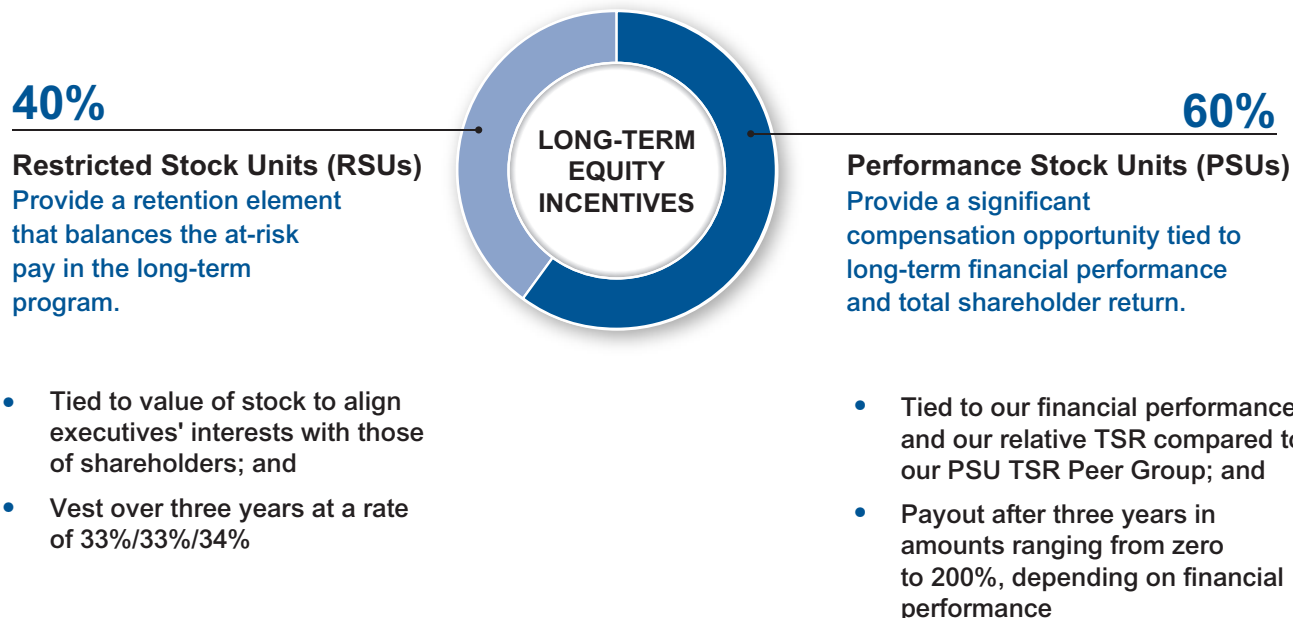 40%
Restricted Stock Units (RSUs)
Provide a retention element
that balances the at-risk
pay in the long-term
program.
LONG-TERM
EQUITY
INCENTIVES
60%
Performance Stock Units (PSUs)
Provide a significant
compensation opportunity tied to
long-term financial performance
and total shareholder return.
• Tied to value of stock to align
executives' interests with those
of shareholders; and
• Vest over three years at a rate
of 33%/33%/34%
• Tied to our financial performance
and our relative TSR compared to
our PSU TSR Peer Group; and
• Payout after three years in
amounts ranging from zero
to 200%, depending on financial
performance